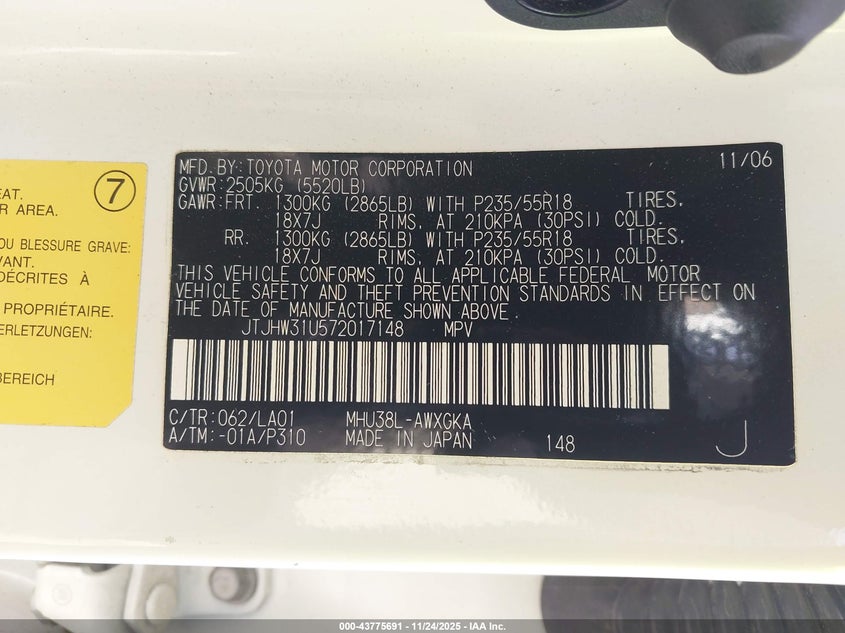 7
EAT.
R AREA.
OU BLESSURE GRAVE:
VANT.
DÉCRITES À
PROPRIÉTAIRE.
ERLETZUNGEN:
BEREICH
MFD.BY:TOYOTA MOTOR CORPORATION 11/06
GVWR:2505KG (5520LB)
GAWR:FRT. 1300KG (2865LB) WITH P235/55R18 TIRES,
18X7J RIMS, AT 210KPA (30PSI) COLD.
RR. 1300KG (2865LB) WITH P235/55R18 TIRES,
18X7J RIMS, AT 210KPA (30PSI) COLD.
THIS VEHICLE CONFORMS TO ALL APPLICABLE FEDERAL MOTOR
VEHICLE SAFETY AND THEFT PREVENTION STANDARDS IN EFFECT ON
THE DATE OF MANUFACTURE SHOWN ABOVE.
JTJHW31U572017148 MPV
C/TR:062/LA01 MHU38L-AWXGKA
A/TM:-01A/P310 MADE IN JAPAN 148 J
000-43775691 - 11/24/2025 - IAA Inc.